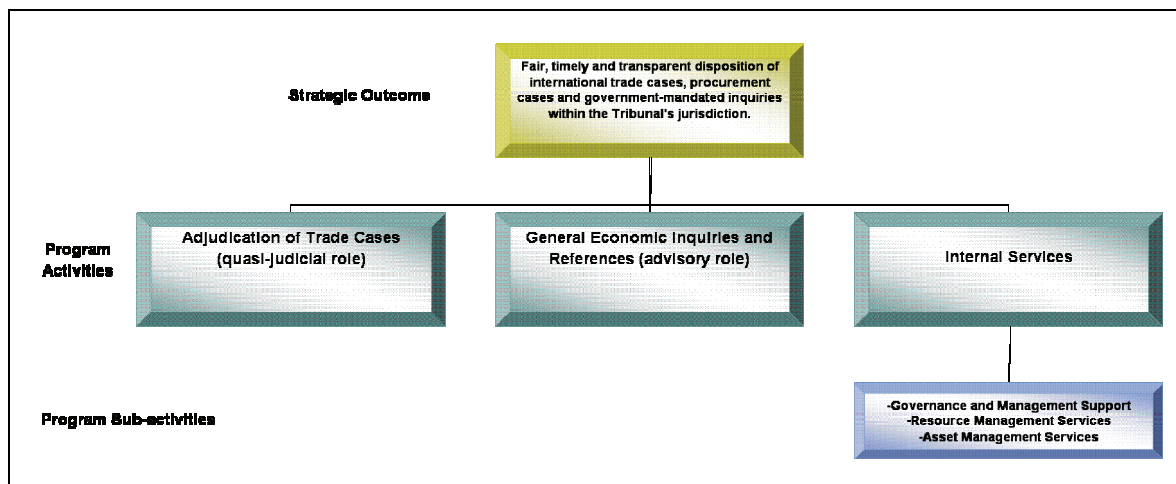 Strategic Outcome
Fair, timely and transparent disposition of
international trade cases, procurement
cases and government-mandated inquiries
within the Tribunal's jurisdiction.
Program
Activities
Adjudication of Trade Cases
(quasi-judicial role)
General Economic Inquiries and
References (advisory role)
Internal Services
Program Sub-activities
-Governance and Management Support
-Resource Management Services
-Asset Management Services